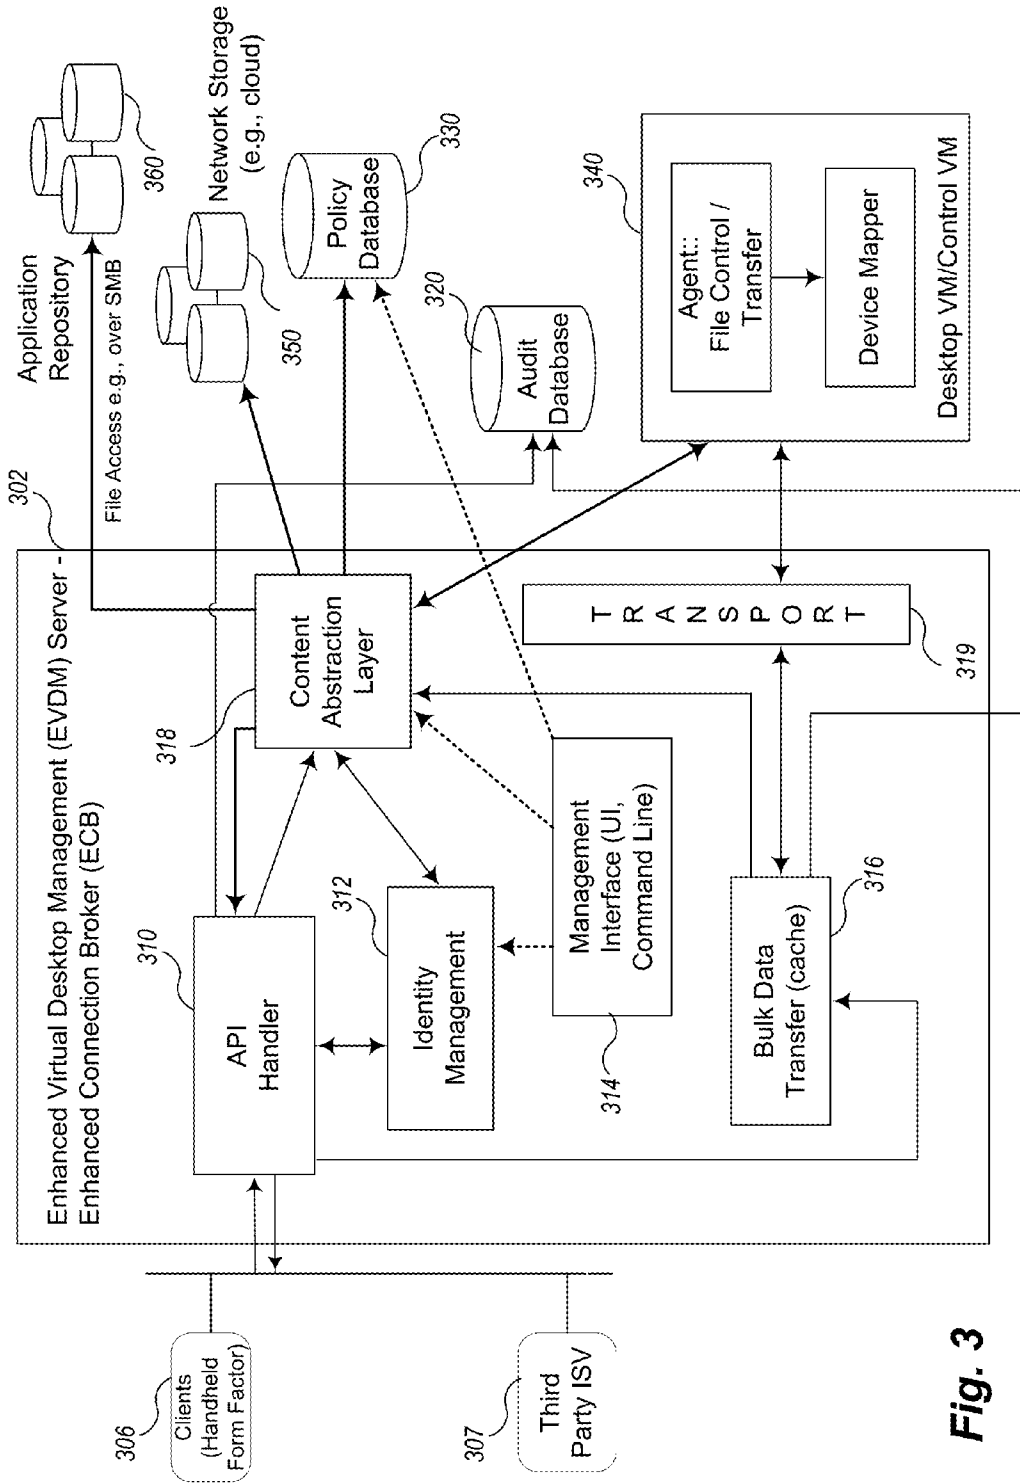 306
Clients
(Handheld
Form Factor)
307
Third
Party ISV
Enhanced Virtual Desktop Management (EVDM) Server -
Enhanced Connection Broker (ECB)
302
310
API
Handler
312
Identity
Management
314
Management
Interface (UI,
Command Line)
316
Bulk Data
Transfer (cache)
318
Content
Abstraction
Layer
TRANSPORT
319
Application
Repository
File Access e.g., over SMB
360
Network Storage
(e.g., cloud)
350
Policy
Database
330
320
Audit
Database
340
Agent::
File Control /
Transfer
Device Mapper
Desktop VM/Control VM
Fig. 3